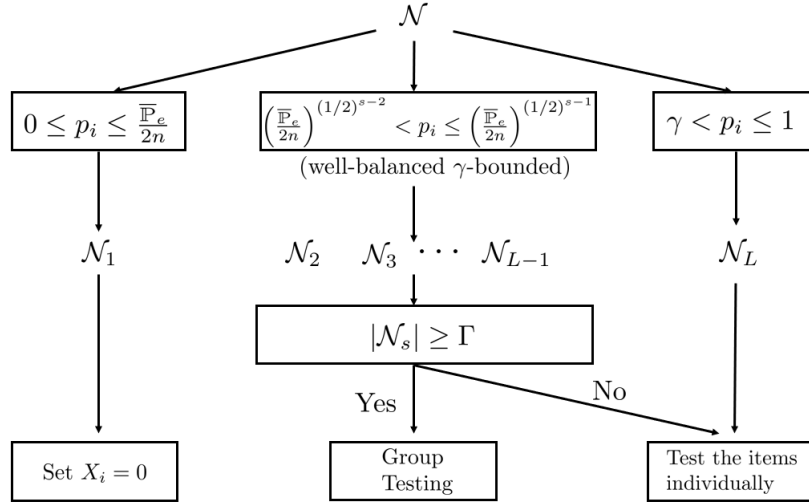 𝒩
0 ≤ p_i ≤ \frac{\overline{ℙ}_e}{2n}
\left(\frac{\overline{ℙ}_e}{2n}\right)^{(1/2)^{s-2}} < p_i ≤ \left(\frac{\overline{ℙ}_e}{2n}\right)^{(1/2)^{s-1}}
γ < p_i ≤ 1
(well-balanced γ-bounded)
𝒩_1
𝒩_2 𝒩_3 ··· 𝒩_{L−1}
𝒩_L
|𝒩_s| ≥ Γ
Yes
No
Set X_i = 0
Group
Testing
Test the items
individually